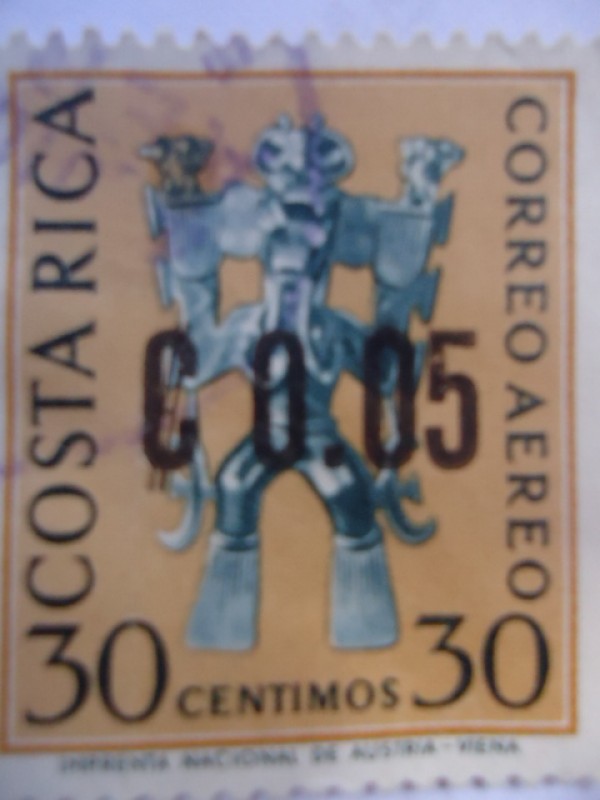 COSTA RICA
CORREO AEREO
₡ 0.05
30 CENTIMOS 30
IMPRENTA NACIONAL DE AUSTRIA - VIENA